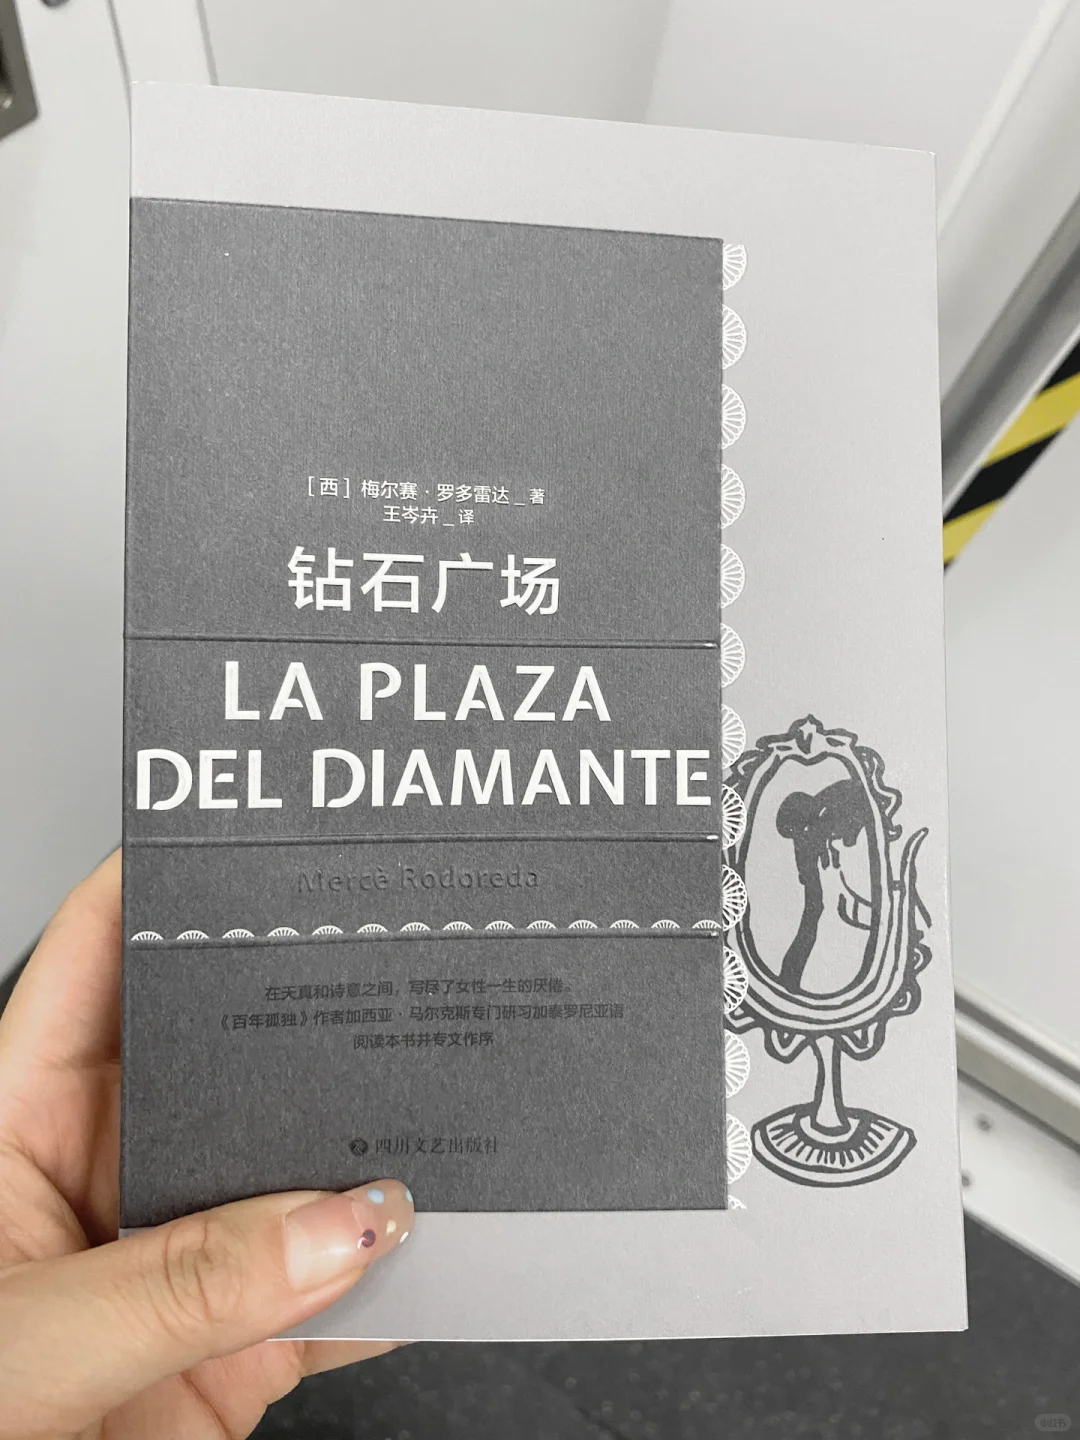 [西] 梅尔赛·罗多雷达_著
王岑卉_译
钻石广场
LA PLAZA
DEL DIAMANTE
Mercè Rodoreda
在天真和诗意之间，写尽了女性一生的厌倦。
《百年孤独》作者加西亚·马尔克斯专门研习加泰罗尼亚语
阅读本书并专文作序
四川文艺出版社
小红书